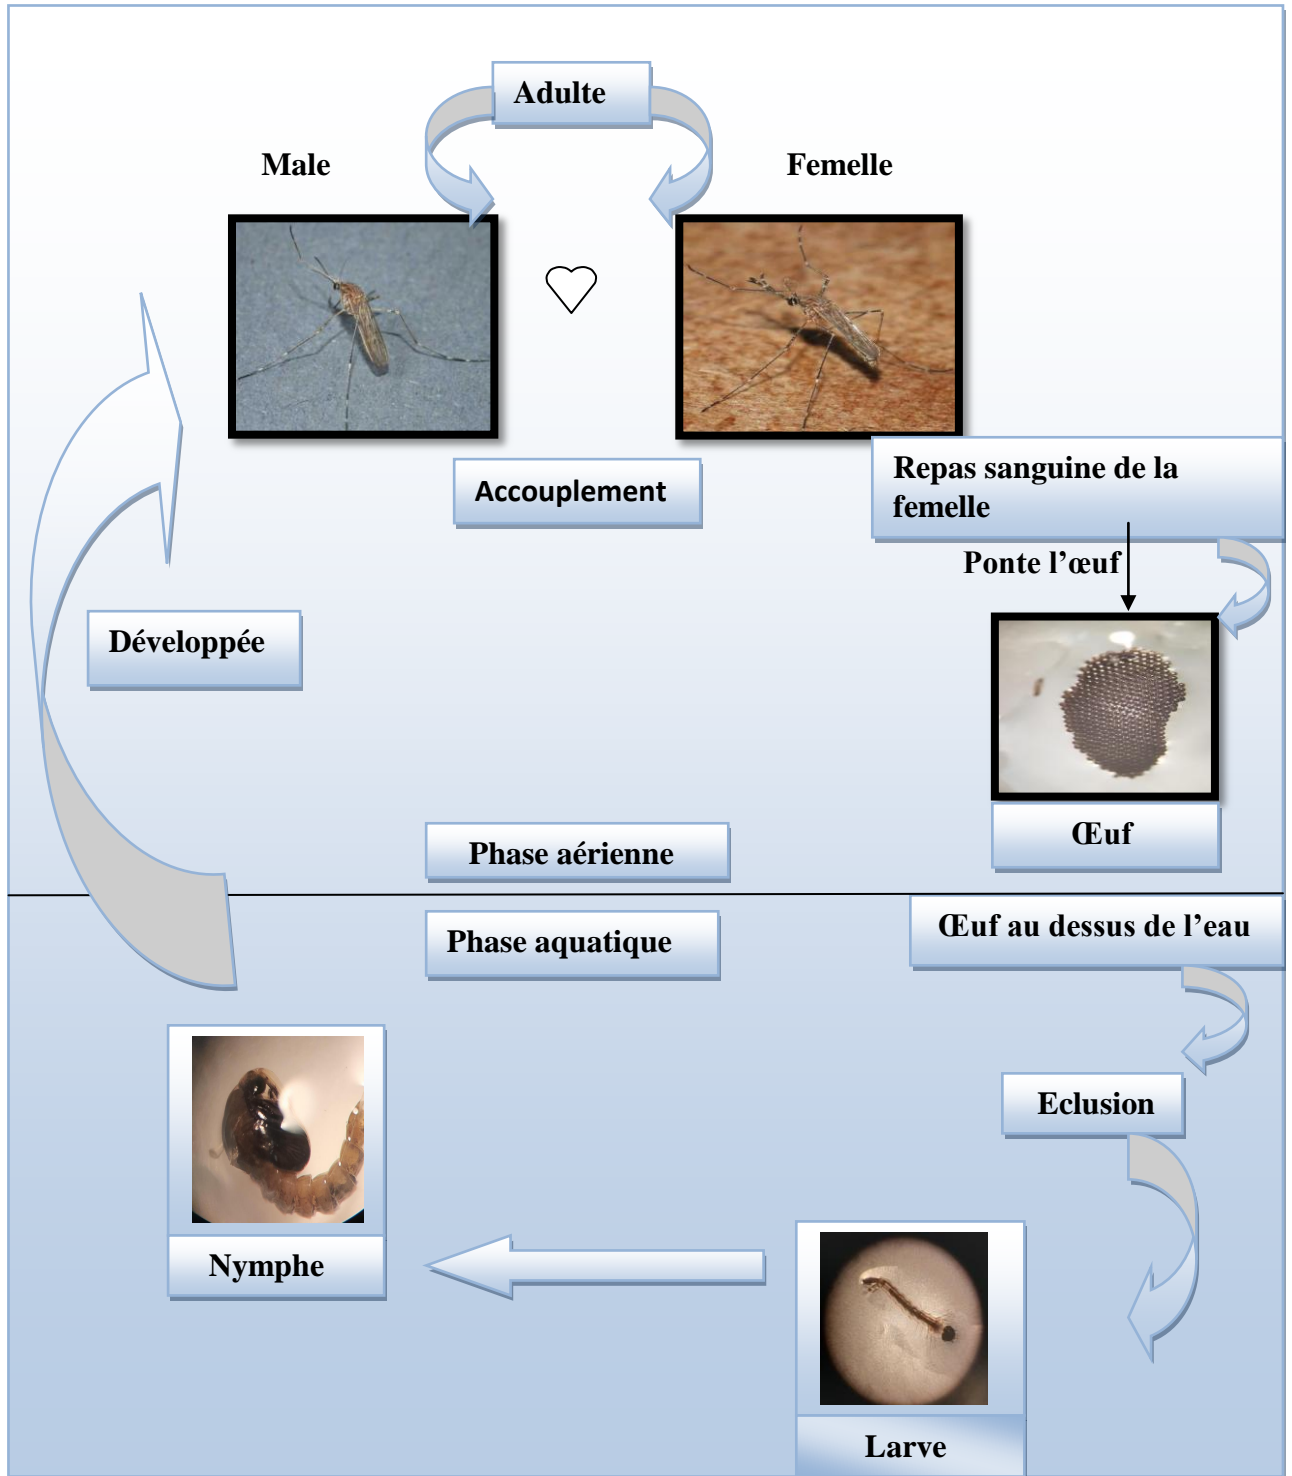 Adulte
Male
Femelle
Accouplement
Repas sanguine de la
femelle
Ponte l’œuf
Développée
Œuf
Phase aérienne
Œuf au dessus de l’eau
Phase aquatique
Eclusion
Nymphe
Larve